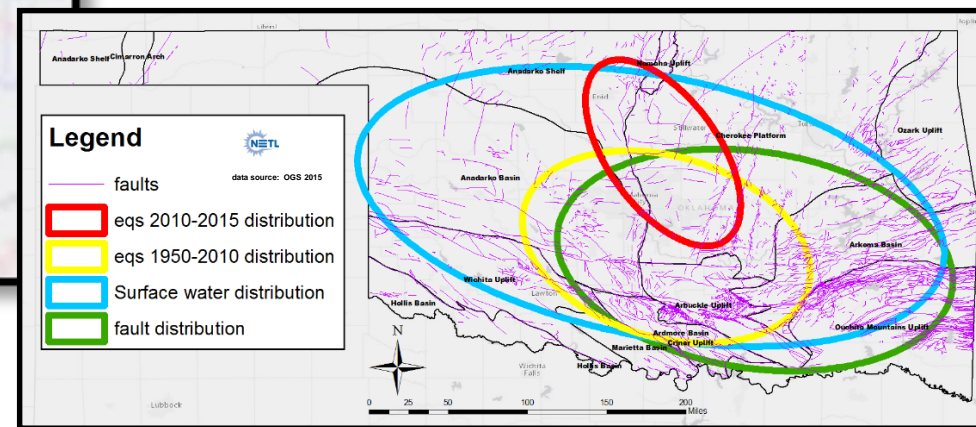 Liberal
Anadarko Shelf
Cimarron Arch
Anadarko Shelf
Nemaha Uplift
Enid
Stillwater
Cherokee Platform
Ozark Uplift
Anadarko Basin
OKLAHOMA
Arkoma Basin
Wichita Uplift
Lawton
Hollis Basin
Arbuckle Uplift
Ouchita Mountains Uplift
Ardmore Basin
Criner Uplift
Marietta Basin
Hollis Basin
Wichita
Falls
Lubbock
Legend
NETL
data source: OGS 2015
faults
eqs 2010-2015 distribution
eqs 1950-2010 distribution
Surface water distribution
fault distribution
N
0 25 50 100 150 200
Miles